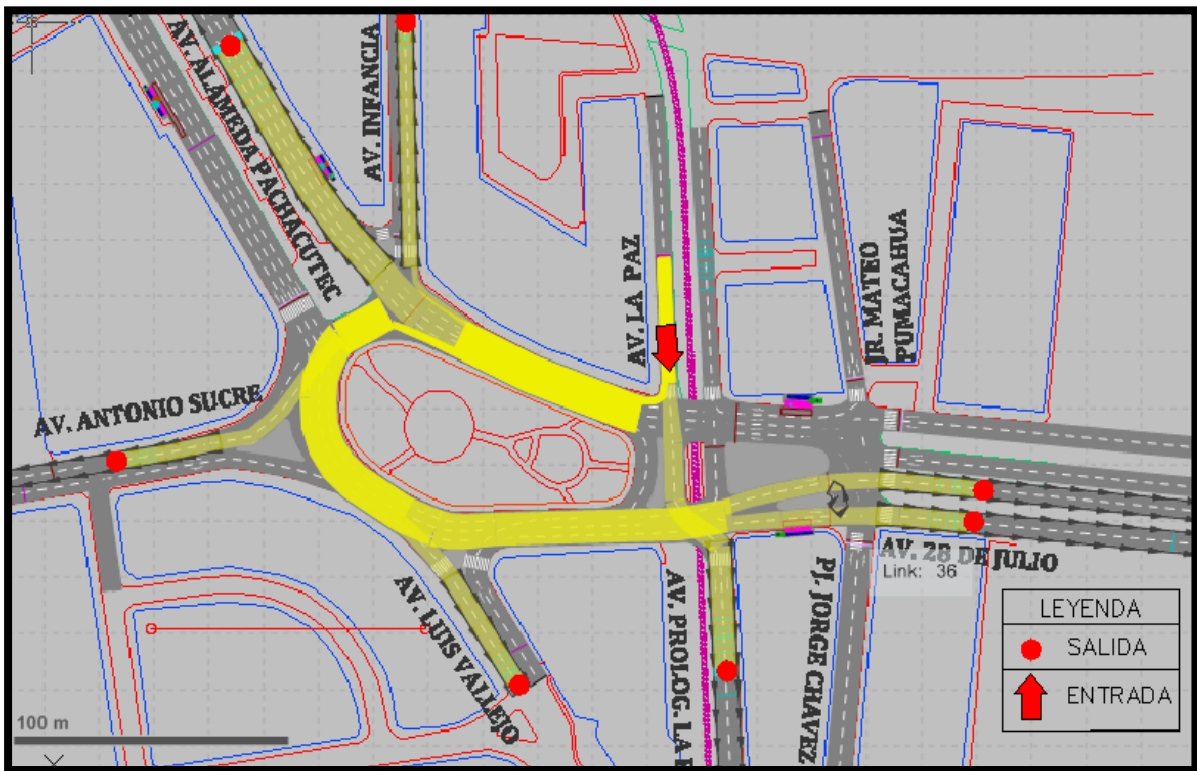 AV. ALAMEDA PACHACUTEC
AV. INFANCIA
AV. LA PAZ
JR. MATEO
PUMACAHUA
AV. ANTONIO SUCRE
AV. LUIS VALLEJO
AV. PROLOG. LA P
PJ. JORGE CHAVEZ
AV. 28 DE JULIO
Link: 36
LEYENDA
SALIDA
ENTRADA
100 m